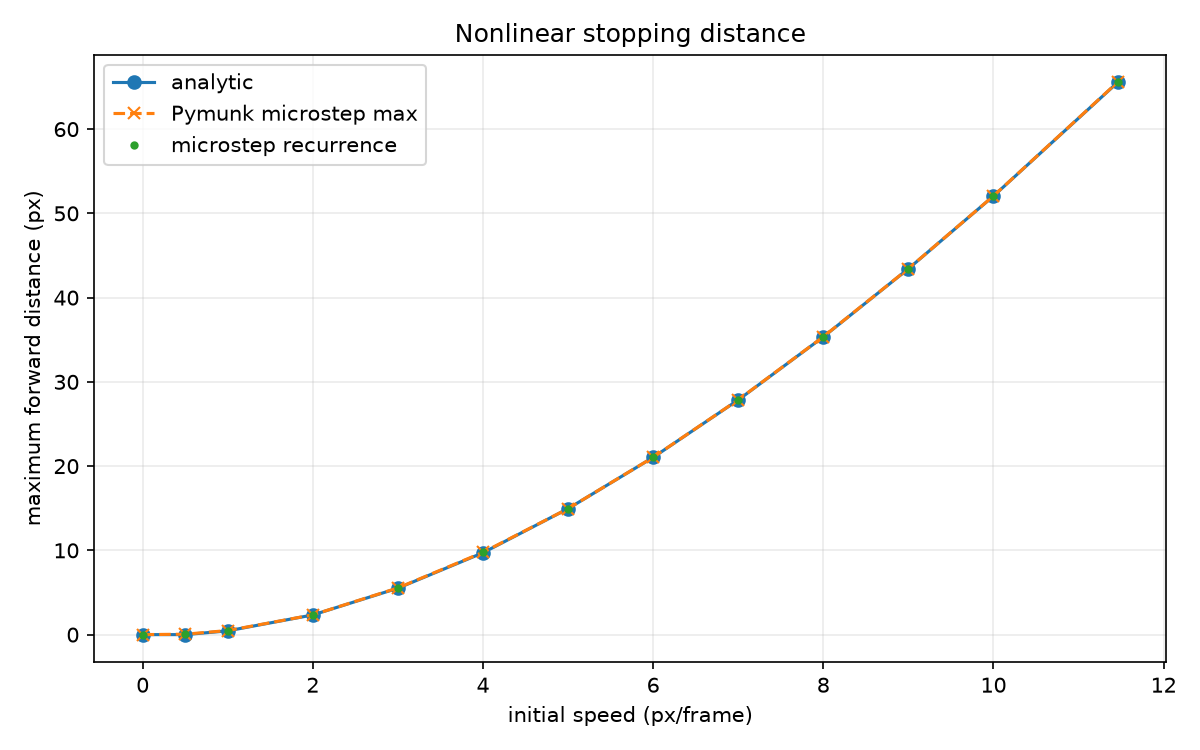 Nonlinear stopping distance
analytic
Pymunk microstep max
microstep recurrence
maximum forward distance (px)
60
50
40
30
20
10
0
0 2 4 6 8 10 12
initial speed (px/frame)